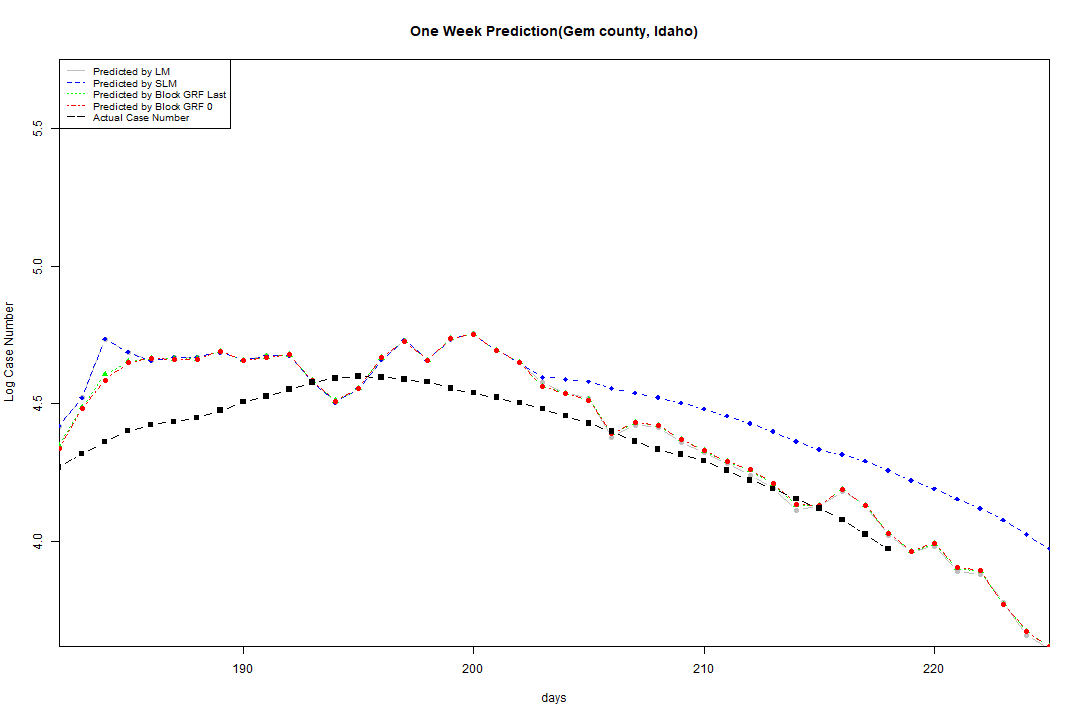 One Week Prediction(Gem county, Idaho)
Predicted by LM
Predicted by SLM
Predicted by Block GRF Last
Predicted by Block GRF 0
Actual Case Number
5.5
5.0
4.5
4.0
Log Case Number
190 200 210 220
days